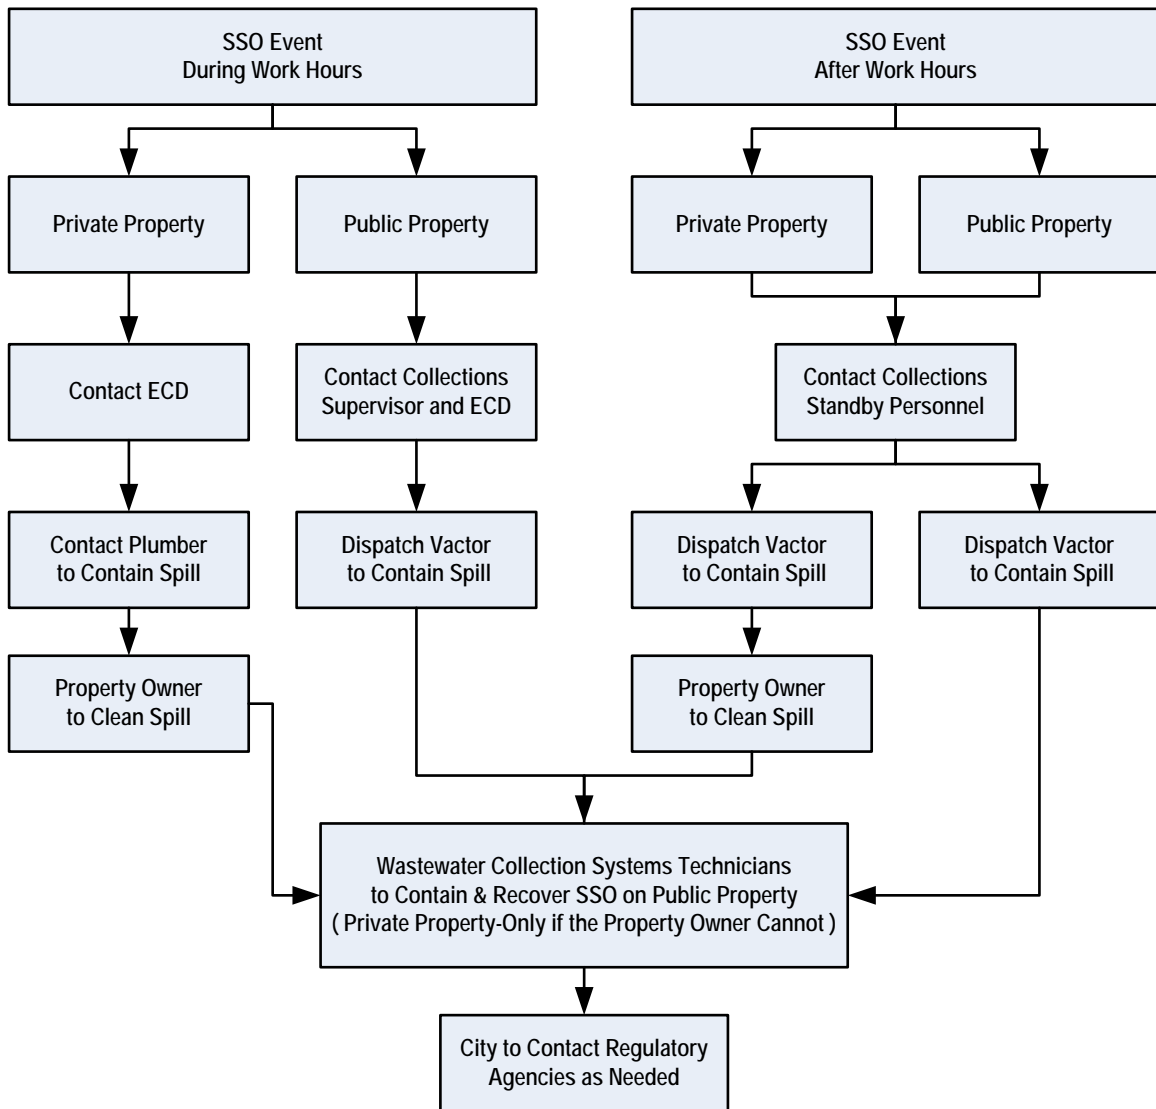 SSO Event
During Work Hours
SSO Event
After Work Hours
Private Property
Public Property
Private Property
Public Property
Contact ECD
Contact Collections
Supervisor and ECD
Contact Collections
Standby Personnel
Contact Plumber
to Contain Spill
Dispatch Vactor
to Contain Spill
Dispatch Vactor
to Contain Spill
Dispatch Vactor
to Contain Spill
Property Owner
to Clean Spill
Property Owner
to Clean Spill
Wastewater Collection Systems Technicians
to Contain & Recover SSO on Public Property
( Private Property-Only if the Property Owner Cannot )
City to Contact Regulatory
Agencies as Needed